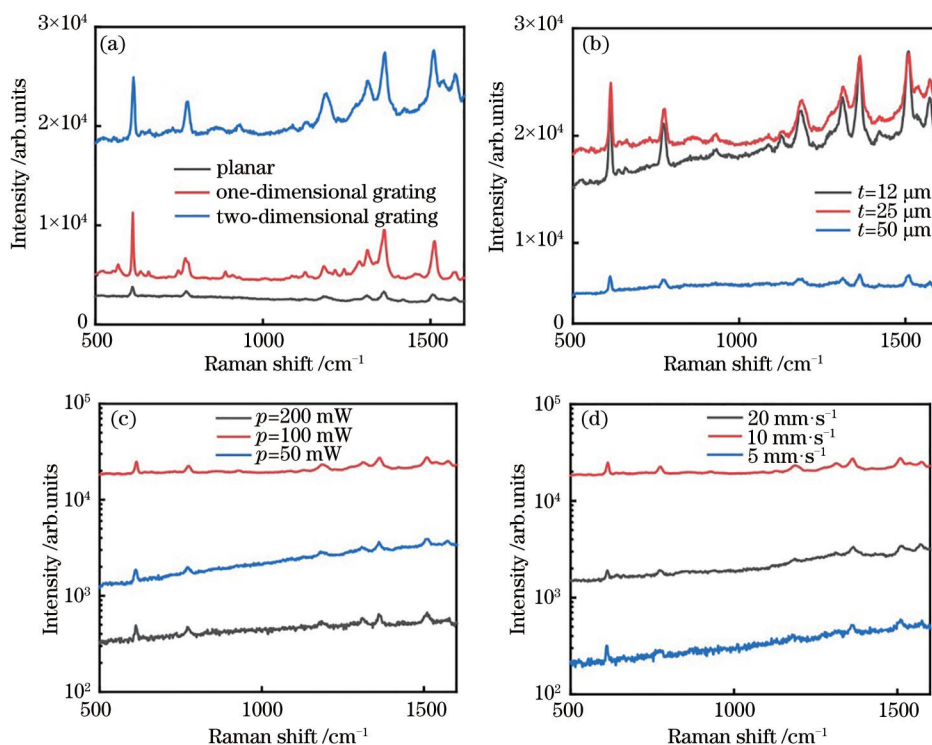 3×10⁴
(a)
2×10⁴
1×10⁴
0
Intensity /arb.units
planar
one-dimensional grating
two-dimensional grating
500
1000
1500
Raman shift /cm⁻¹
3×10⁴
(b)
2×10⁴
1×10⁴
0
Intensity /arb.units
t=12 μm
t=25 μm
t=50 μm
500
1000
1500
Raman shift /cm⁻¹
10⁵
(c)
10⁴
10³
10²
Intensity /arb.units
p=200 mW
p=100 mW
p=50 mW
500
1000
1500
Raman shift /cm⁻¹
10⁵
(d)
10⁴
10³
10²
Intensity /arb.units
20 mm·s⁻¹
10 mm·s⁻¹
5 mm·s⁻¹
500
1000
1500
Raman shift /cm⁻¹